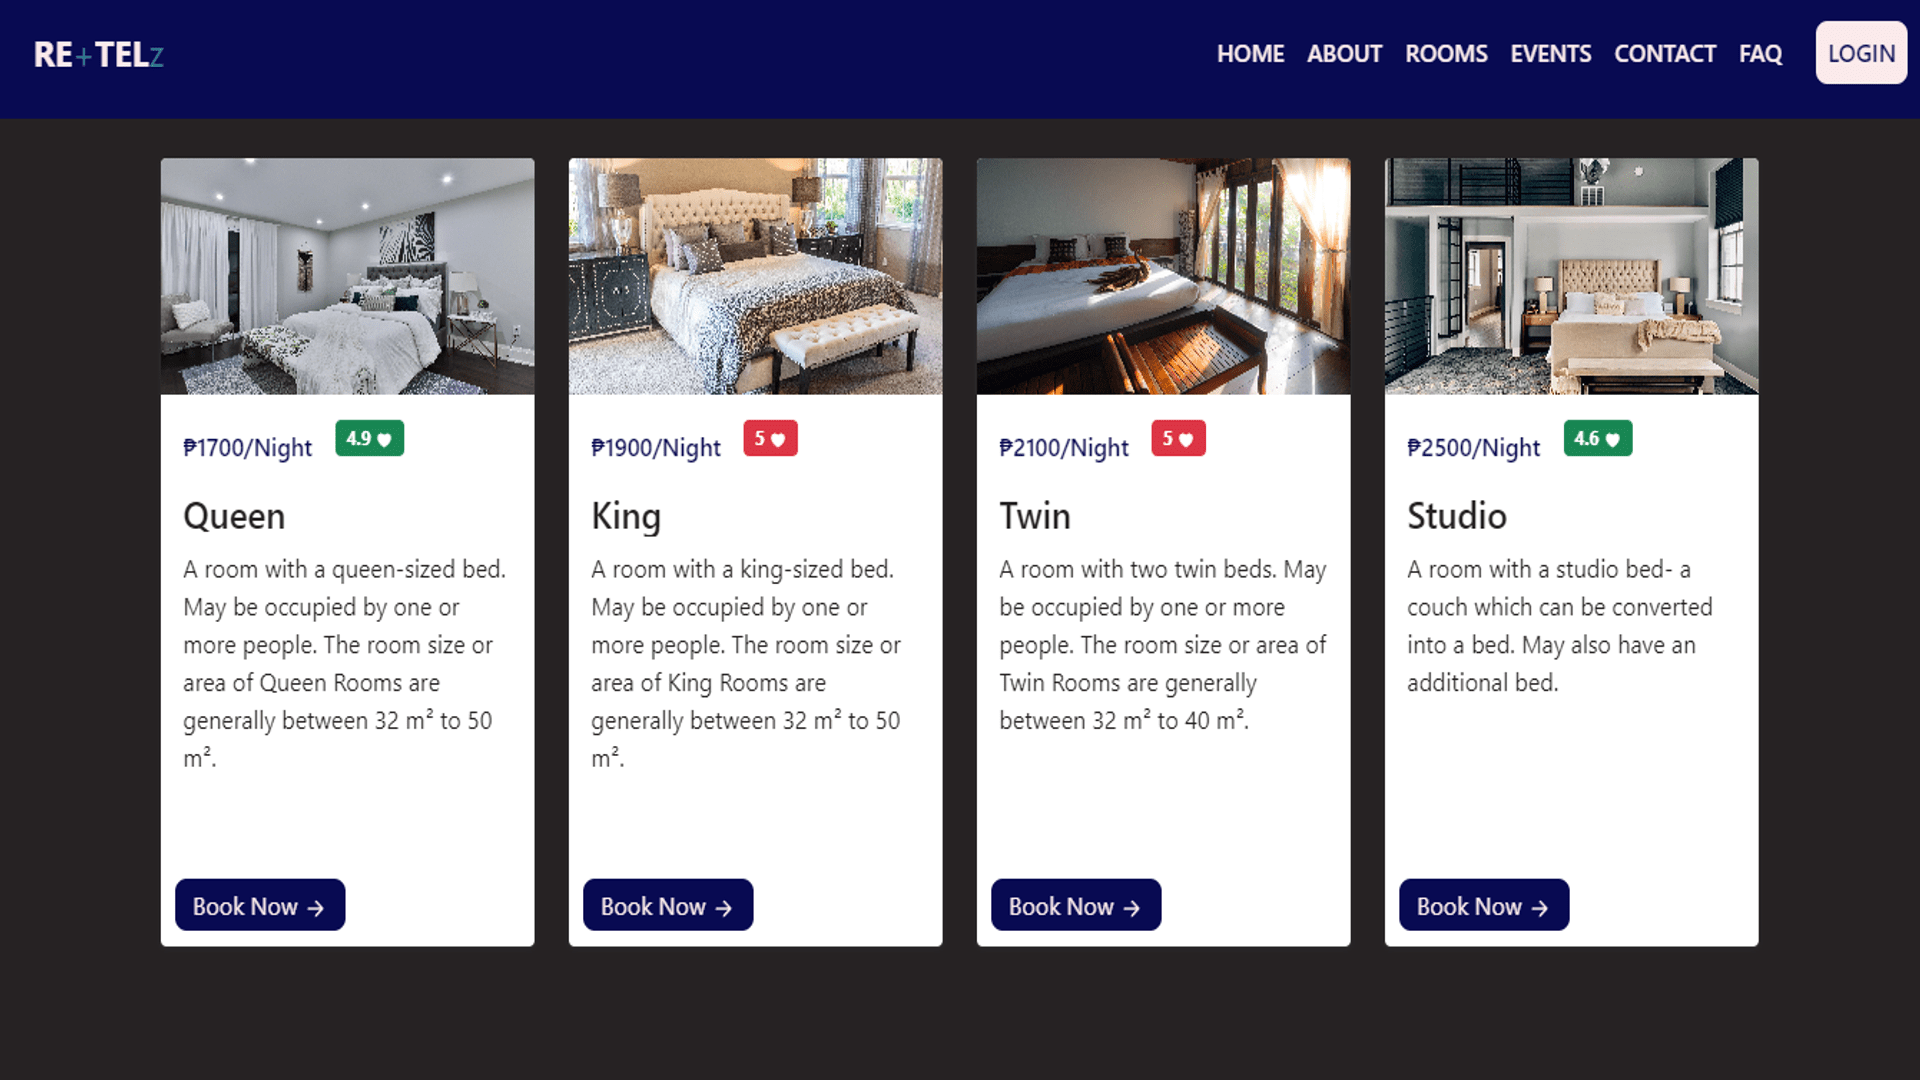 RE+TELz
HOME ABOUT ROOMS EVENTS CONTACT FAQ LOGIN
₱1700/Night 4.9
Queen
A room with a queen-sized bed.
May be occupied by one or
more people. The room size or
area of Queen Rooms are
generally between 32 m² to 50
m².
Book Now →
₱1900/Night 5
King
A room with a king-sized bed.
May be occupied by one or
more people. The room size or
area of King Rooms are
generally between 32 m² to 50
m².
Book Now →
₱2100/Night 5
Twin
A room with two twin beds. May
be occupied by one or more
people. The room size or area of
Twin Rooms are generally
between 32 m² to 40 m².
Book Now →
₱2500/Night 4.6
Studio
A room with a studio bed- a
couch which can be converted
into a bed. May also have an
additional bed.
Book Now →